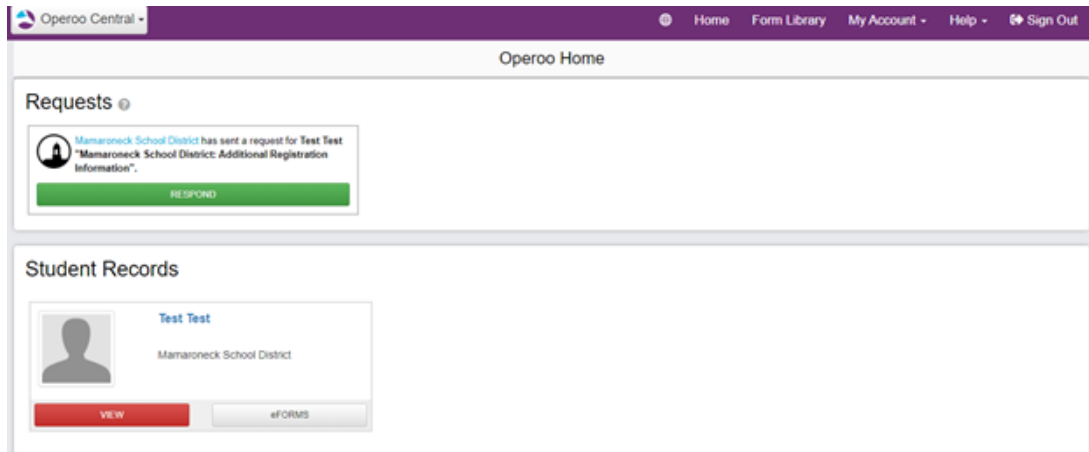 Operoo Central
Home Form Library My Account Help Sign Out
Operoo Home
Requests
Mamaroneck School District has sent a request for Test Test
"Mamaroneck School District: Additional Registration
Information".
RESPOND
Student Records
Test Test
Mamaroneck School District
VIEW eFORMS